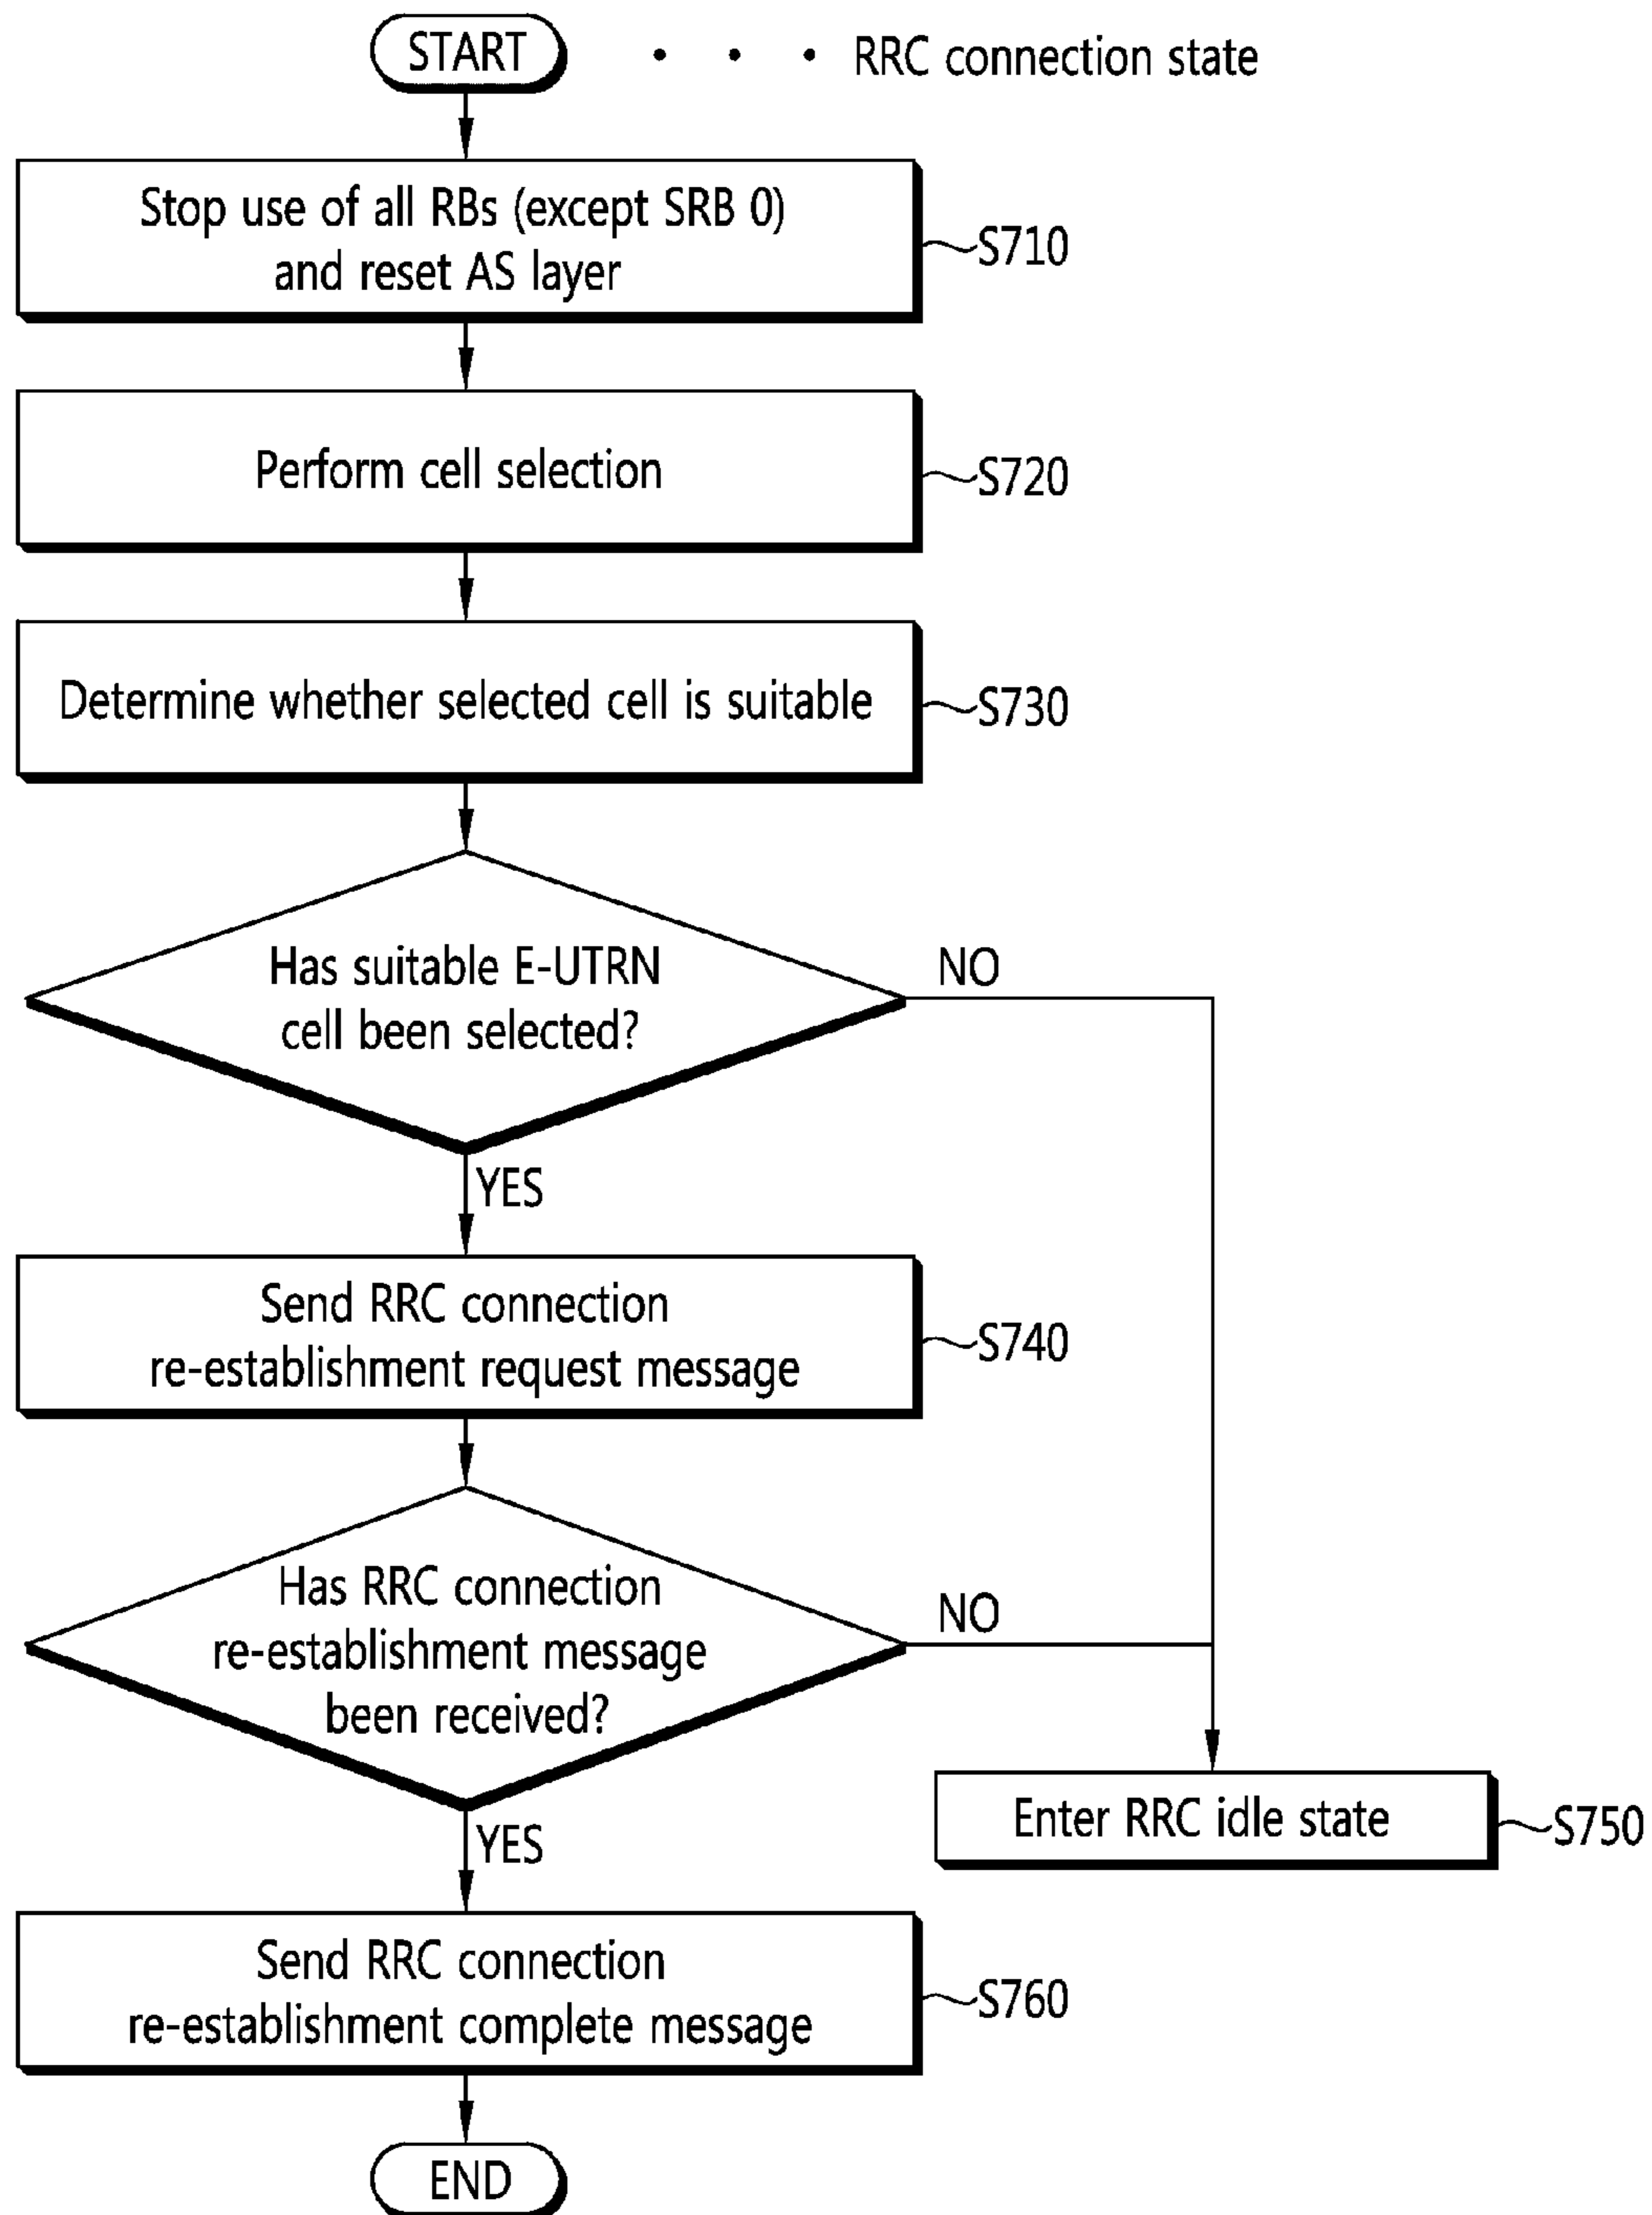 START
• • • RRC connection state
Stop use of all RBs (except SRB 0)
and reset AS layer
S710
Perform cell selection
S720
Determine whether selected cell is suitable
S730
Has suitable E-UTRN
cell been selected?
NO
YES
Send RRC connection
re-establishment request message
S740
Has RRC connection
re-establishment message
been received?
NO
YES
Enter RRC idle state
S750
Send RRC connection
re-establishment complete message
S760
END